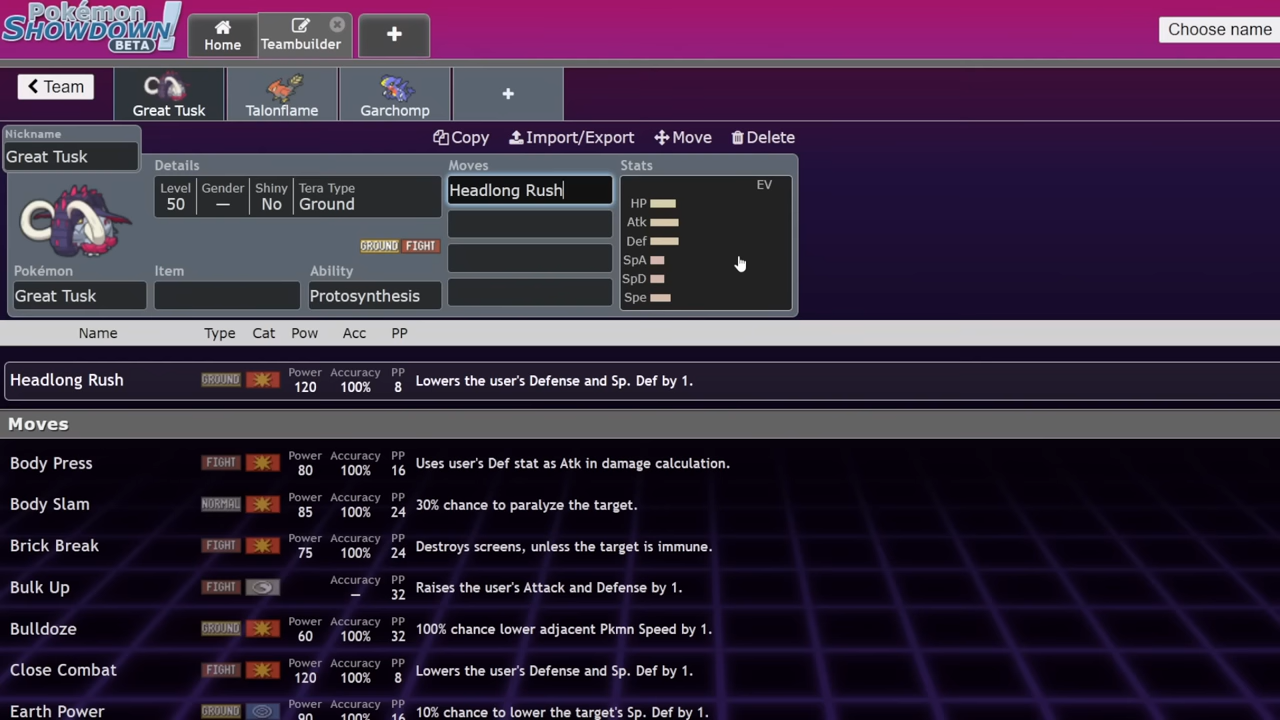 Pokémon
SHOWDOWN!
BETA
Home
Teambuilder
+
Choose name
Team
Great Tusk
Talonflame
Garchomp
+
Nickname
Great Tusk
Copy
Import/Export
Move
Delete
Details
Level
50
Gender
—
Shiny
No
Tera Type
Ground
GROUND FIGHT
Pokémon
Great Tusk
Item
Ability
Protosynthesis
Moves
Headlong Rush
Stats
EV
HP
Atk
Def
SpA
SpD
Spe
Name Type Cat Pow Acc PP
Headlong Rush GROUND Power 120 Accuracy 100% PP 8 Lowers the user's Defense and Sp. Def by 1.
Moves
Body Press FIGHT Power 80 Accuracy 100% PP 16 Uses user's Def stat as Atk in damage calculation.
Body Slam NORMAL Power 85 Accuracy 100% PP 24 30% chance to paralyze the target.
Brick Break FIGHT Power 75 Accuracy 100% PP 24 Destroys screens, unless the target is immune.
Bulk Up FIGHT Accuracy — PP 32 Raises the user's Attack and Defense by 1.
Bulldoze GROUND Power 60 Accuracy 100% PP 32 100% chance lower adjacent Pkmn Speed by 1.
Close Combat FIGHT Power 120 Accuracy 100% PP 8 Lowers the user's Defense and Sp. Def by 1.
Earth Power GROUND Power 90 Accuracy 100% PP 16 10% chance to lower the target's Sp. Def by 1.